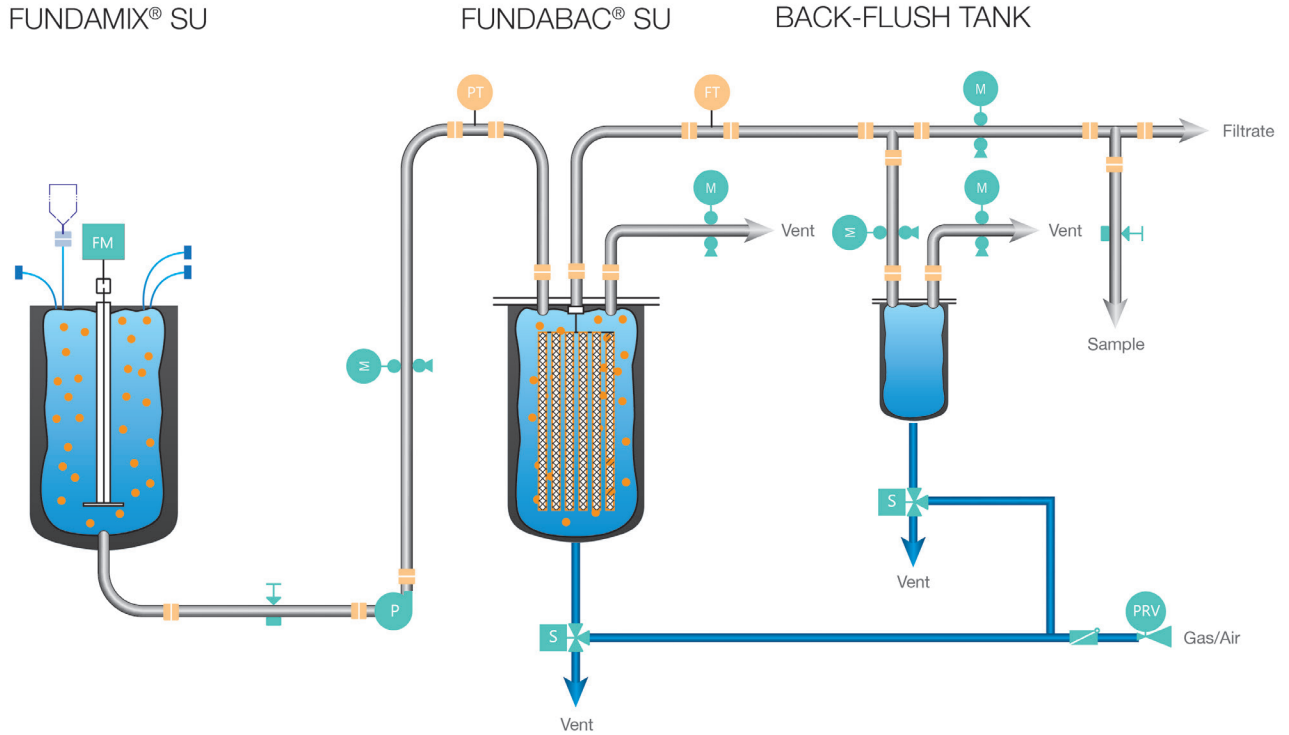 FUNDAMIX® SU
FUNDABAC® SU
BACK-FLUSH TANK
PT
FT
M
Filtrate
M
M
FM
Vent
M
Vent
Sample
M
S
P
Vent
PRV
S
Gas/Air
Vent